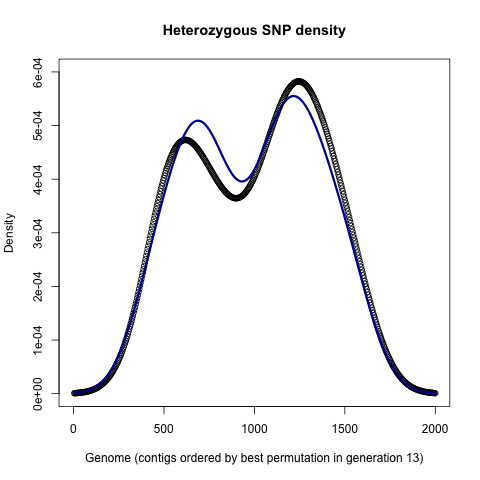 Heterozygous SNP density
6e-04
5e-04
4e-04
3e-04
2e-04
1e-04
0e+00
Density
0 500 1000 1500 2000
Genome (contigs ordered by best permutation in generation 13)